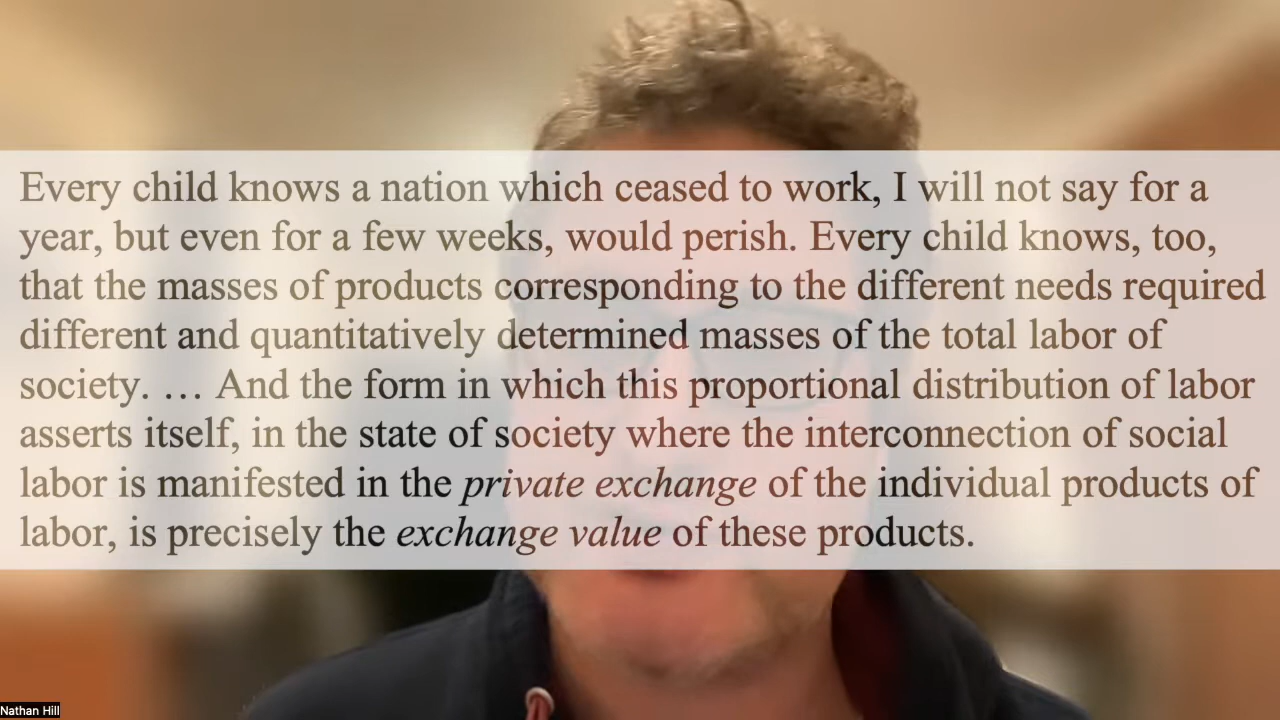 Every child knows a nation which ceased to work, I will not say for a
year, but even for a few weeks, would perish. Every child knows, too,
that the masses of products corresponding to the different needs required
different and quantitatively determined masses of the total labor of
society. … And the form in which this proportional distribution of labor
asserts itself, in the state of society where the interconnection of social
labor is manifested in the private exchange of the individual products of
labor, is precisely the exchange value of these products.
Nathan Hill